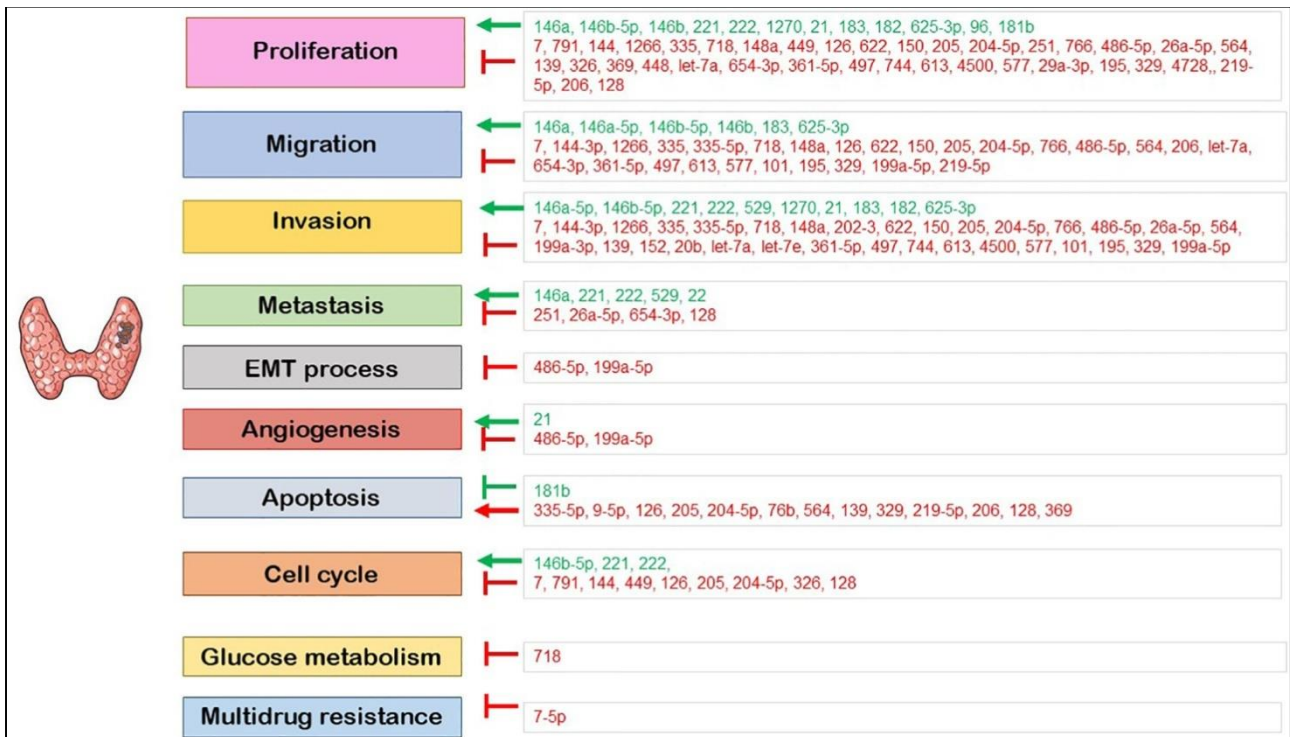 Proliferation
146a, 146b-5p, 146b, 221, 222, 1270, 21, 183, 182, 625-3p, 96, 181b
7, 791, 144, 1266, 335, 718, 148a, 449, 126, 622, 150, 205, 204-5p, 251, 766, 486-5p, 26a-5p, 564,
139, 326, 369, 448, let-7a, 654-3p, 361-5p, 497, 744, 613, 4500, 577, 29a-3p, 195, 329, 4728,, 219-
5p, 206, 128
Migration
146a, 146a-5p, 146b-5p, 146b, 183, 625-3p
7, 144-3p, 1266, 335, 335-5p, 718, 148a, 126, 622, 150, 205, 204-5p, 766, 486-5p, 564, 206, let-7a,
654-3p, 361-5p, 497, 613, 577, 101, 195, 329, 199a-5p, 219-5p
Invasion
146a-5p, 146b-5p, 221, 222, 529, 1270, 21, 183, 182, 625-3p
7, 144-3p, 1266, 335, 335-5p, 718, 148a, 202-3, 622, 150, 205, 204-5p, 766, 486-5p, 26a-5p, 564,
199a-3p, 139, 152, 20b, let-7a, let-7e, 361-5p, 497, 744, 613, 4500, 577, 101, 195, 329, 199a-5p
Metastasis
146a, 221, 222, 529, 22
251, 26a-5p, 654-3p, 128
EMT process
486-5p, 199a-5p
Angiogenesis
21
486-5p, 199a-5p
Apoptosis
181b
335-5p, 9-5p, 126, 205, 204-5p, 76b, 564, 139, 329, 219-5p, 206, 128, 369
Cell cycle
146b-5p, 221, 222,
7, 791, 144, 449, 126, 205, 204-5p, 326, 128
Glucose metabolism
718
Multidrug resistance
7-5p